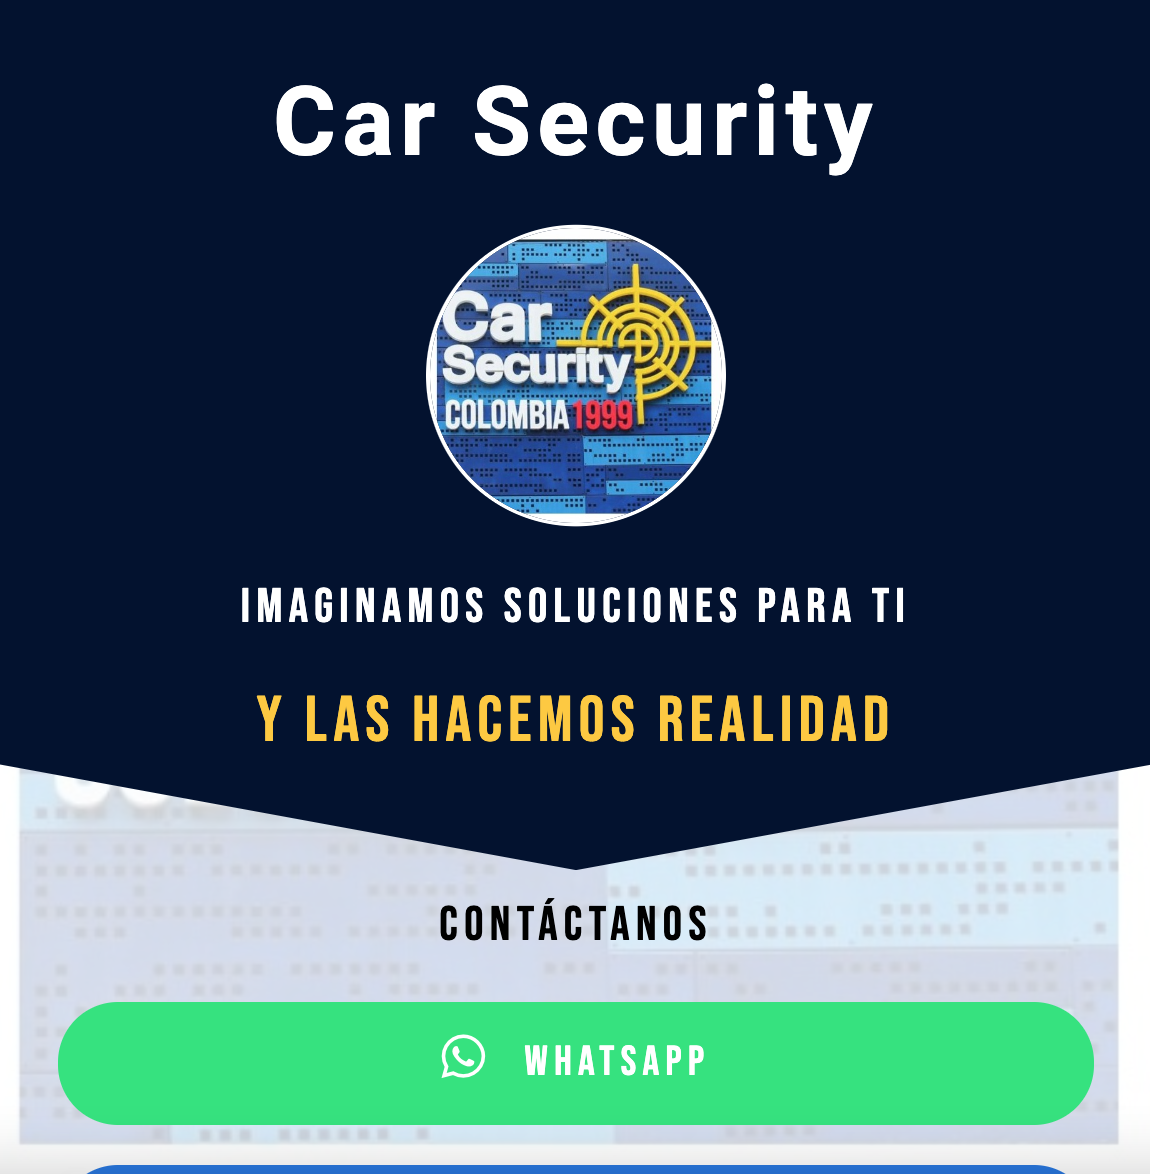 Car Security
Car
Security
COLOMBIA 1999
IMAGINAMOS SOLUCIONES PARA TI
Y LAS HACEMOS REALIDAD
CONTÁCTANOS
WHATSAPP